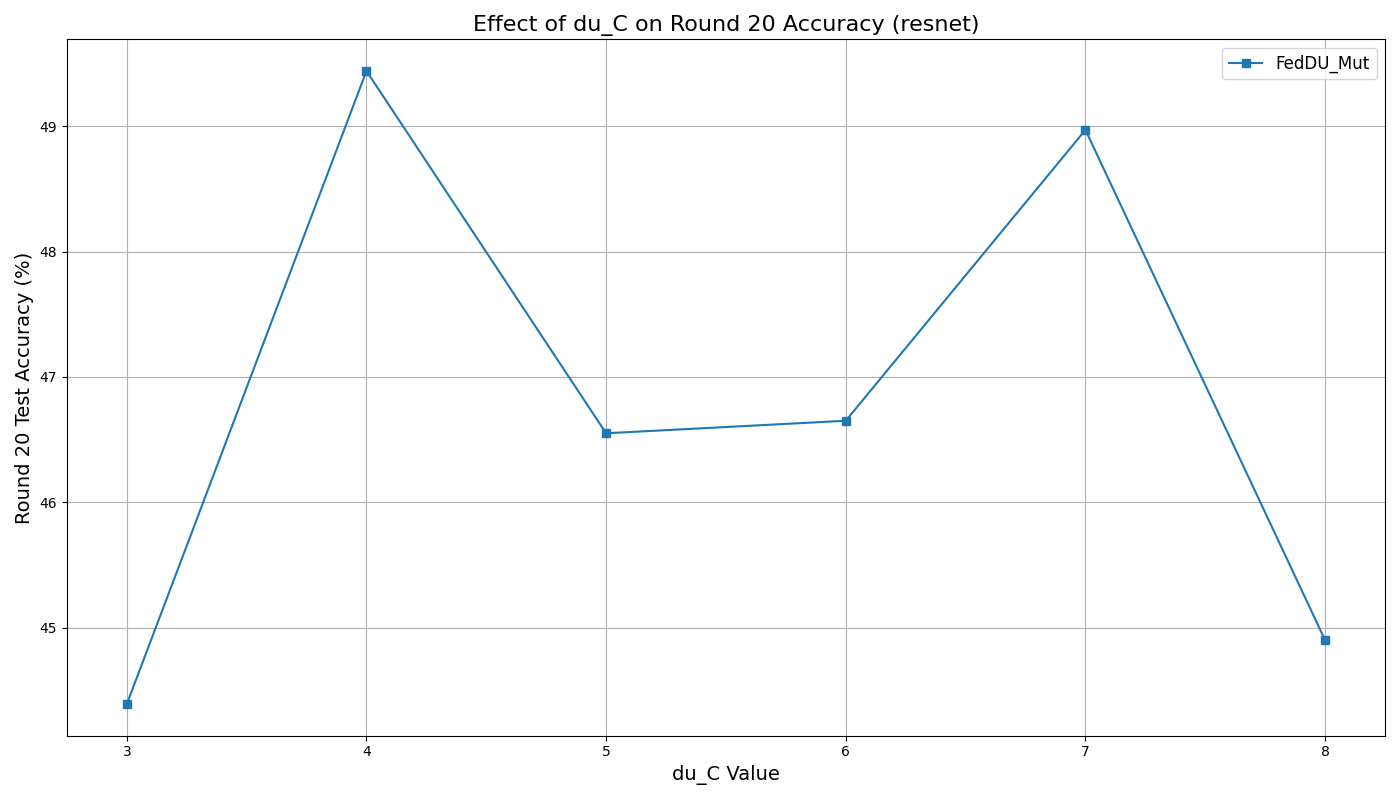 Effect of du_C on Round 20 Accuracy (resnet)
FedDU_Mut
Round 20 Test Accuracy (%)
49
48
47
46
45
3 4 5 6 7 8
du_C Value